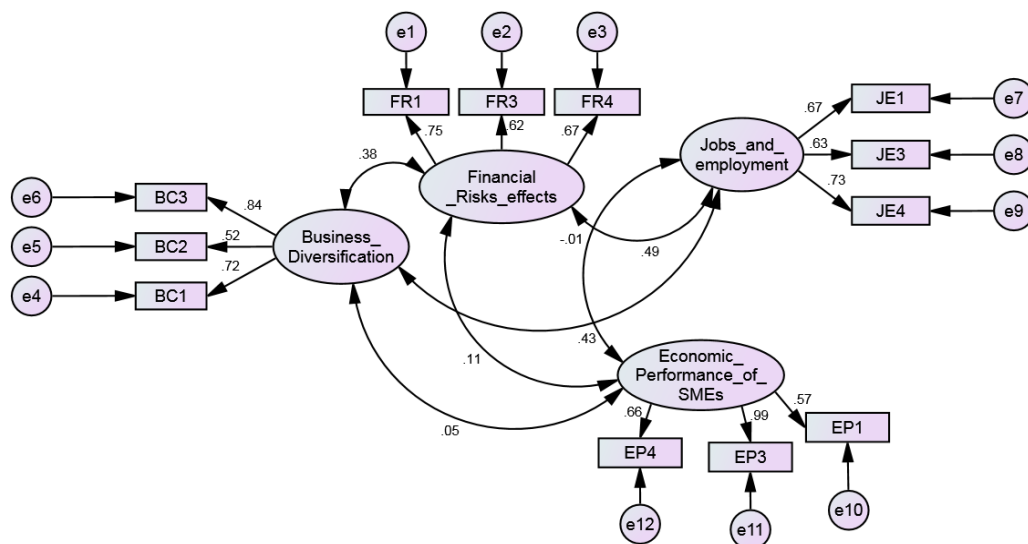 e1
e2
e3
FR1
FR3
FR4
.75
.62
.67
Financial
_Risks_effects
.38
e6
e5
e4
BC3
BC2
BC1
.84
.52
.72
Business_
Diversification
Jobs_and_
employment
.67
.63
.73
JE1
JE3
JE4
e7
e8
e9
-.01
.49
.43
.11
.05
Economic_
Performance_of_
SMEs
.66
.99
.57
EP4
EP3
EP1
e12
e11
e10